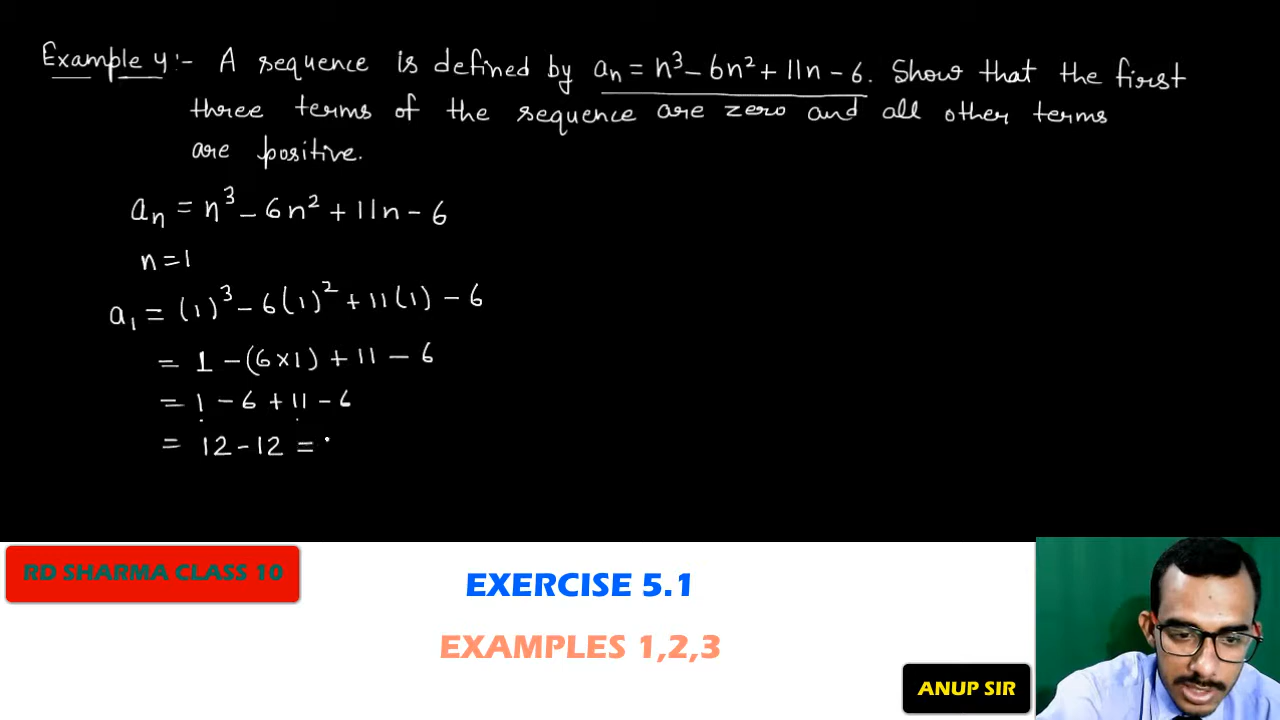 Example 4:- A sequence is defined by aₙ = n³ - 6n² + 11n - 6. Show that the first
three terms of the sequence are zero and all other terms
are positive.
aₙ = n³ - 6n² + 11n - 6
n = 1
a₁ = (1)³ - 6(1)² + 11(1) - 6
= 1 - (6×1) + 11 - 6
= 1 - 6 + 11 - 6
= 12 - 12 =
RD SHARMA CLASS 10
EXERCISE 5.1
EXAMPLES 1,2,3
ANUP SIR